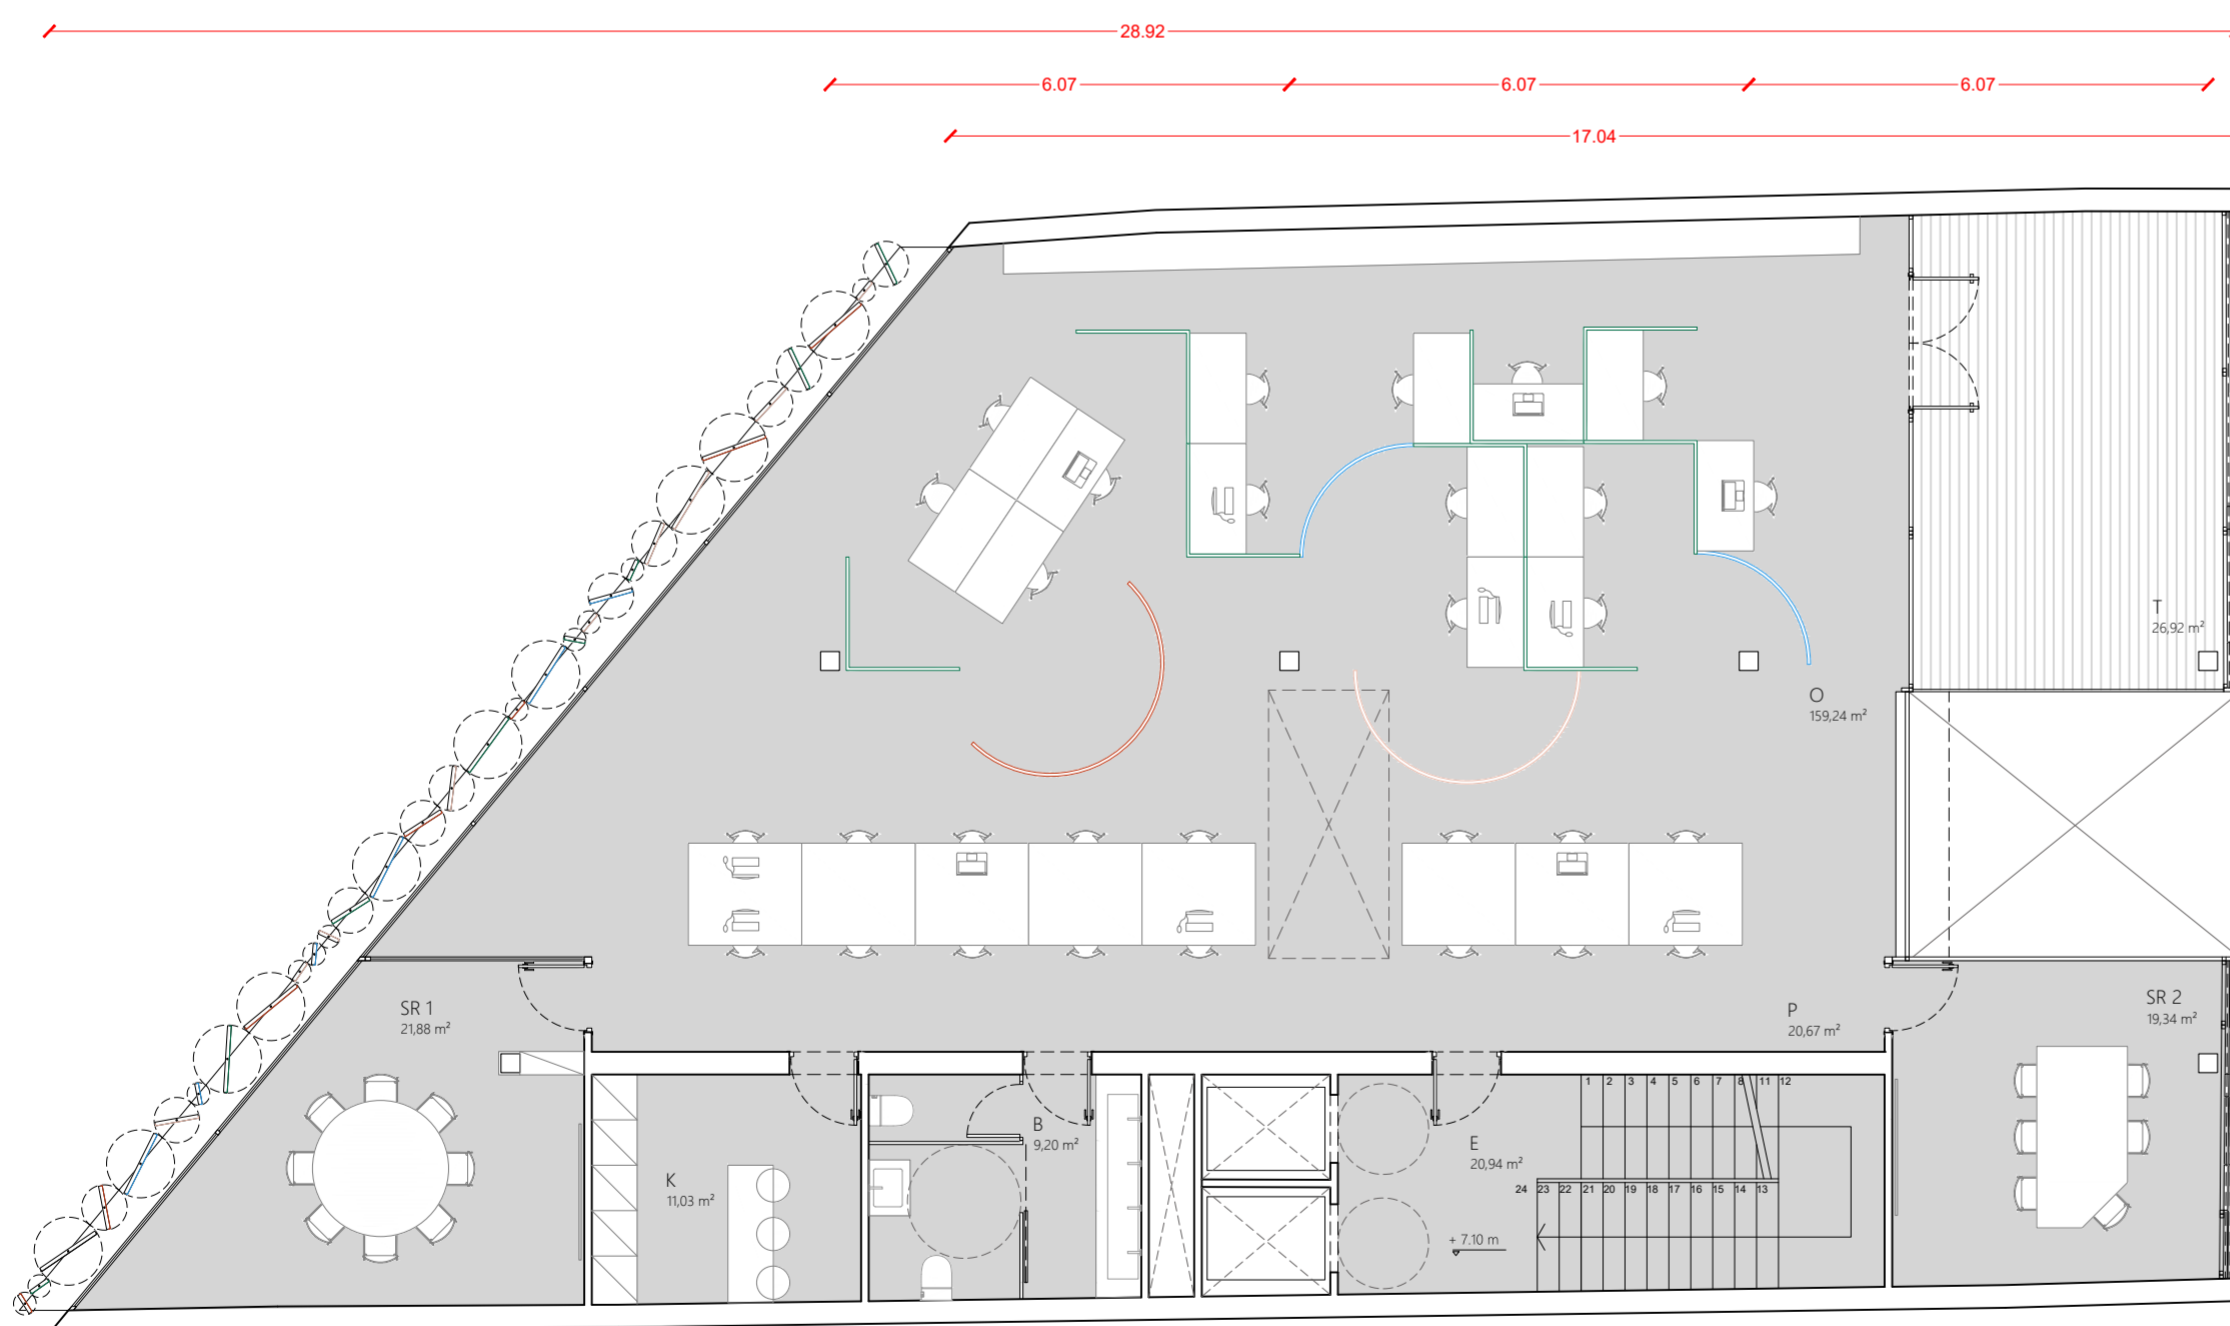 28.92
6.07 6.07 6.07
17.04
T
26,92 m²
O
159,24 m²
SR 1
21,88 m²
P
20,67 m²
SR 2
19,34 m²
K
11,03 m²
B
9,20 m²
E
20,94 m²
1 2 3 4 5 6 7 8 11 12
24 23 22 21 20 19 18 17 16 15 14 13
+ 7.10 m